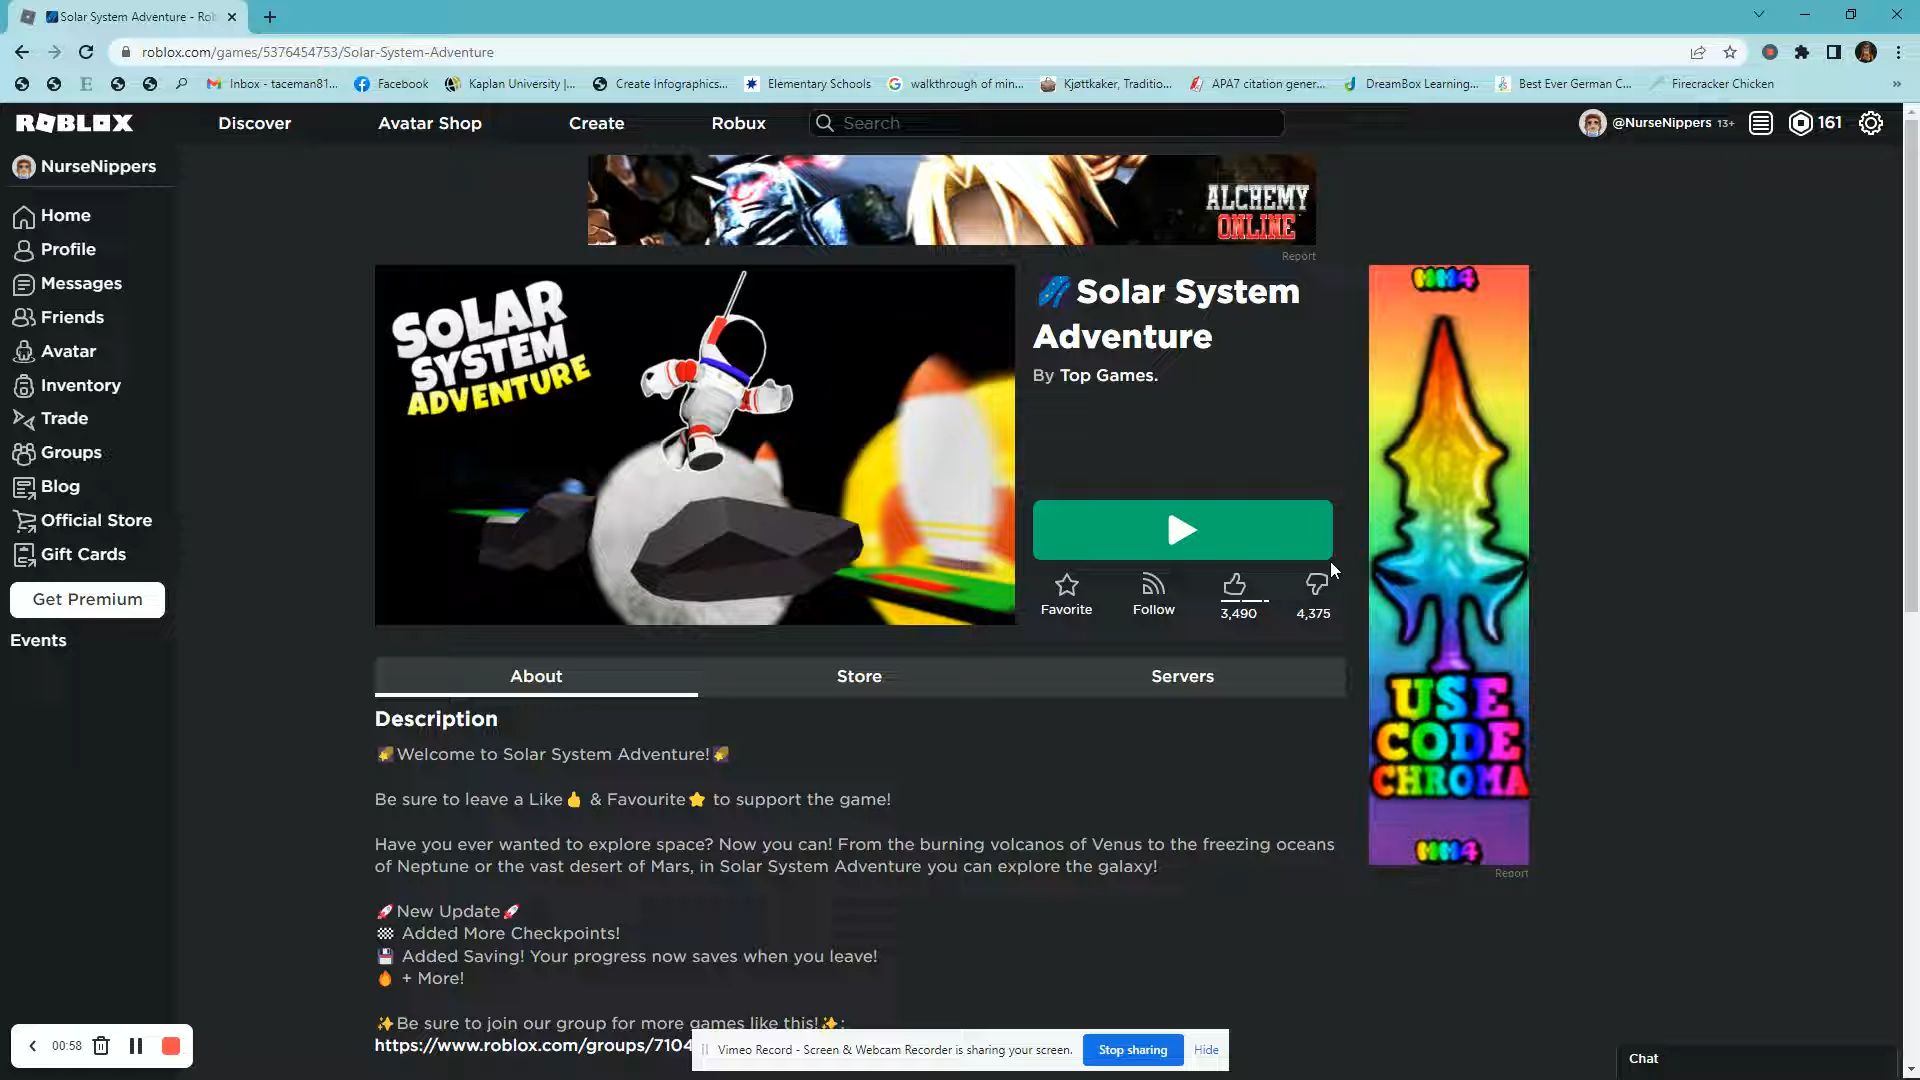 Solar System Adventure - Rob
roblox.com/games/5376454753/Solar-System-Adventure
Inbox - taceman81... Facebook Kaplan University |... Create Infographics... Elementary Schools walkthrough of min... Kjøttkaker, Traditio... APA7 citation gener... DreamBox Learning,... Best Ever German C... Firecracker Chicken »
ROBLOX Discover Avatar Shop Create Robux Search @NurseNippers 13+ 161
NurseNippers
Home
Profile
Messages
Friends
Avatar
Inventory
Trade
Groups
Blog
Official Store
Gift Cards
Get Premium
Events
ALCHEMY
ONLINE
Report
SOLAR
SYSTEM
ADVENTURE
Solar System
Adventure
By Top Games.
Favorite Follow 3,490 4,375
MM4
USE
CODE
CHROMA
MM4
Report
About Store Servers
Description
Welcome to Solar System Adventure!
Be sure to leave a Like👍 & Favourite⭐ to support the game!
Have you ever wanted to explore space? Now you can! From the burning volcanos of Venus to the freezing oceans
of Neptune or the vast desert of Mars, in Solar System Adventure you can explore the galaxy!
🚀New Update🚀
🏁 Added More Checkpoints!
💾 Added Saving! Your progress now saves when you leave!
🔥 + More!
✨Be sure to join our group for more games like this!✨:
https://www.roblox.com/groups/7104
00:58
Vimeo Record - Screen & Webcam Recorder is sharing your screen. Stop sharing Hide
Chat